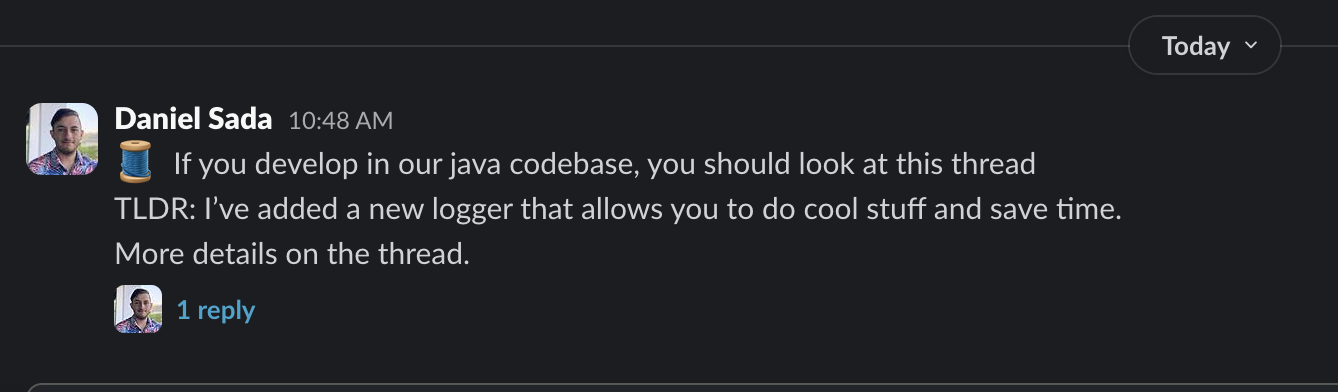 Today
Daniel Sada 10:48 AM
If you develop in our java codebase, you should look at this thread
TLDR: I’ve added a new logger that allows you to do cool stuff and save time.
More details on the thread.
1 reply